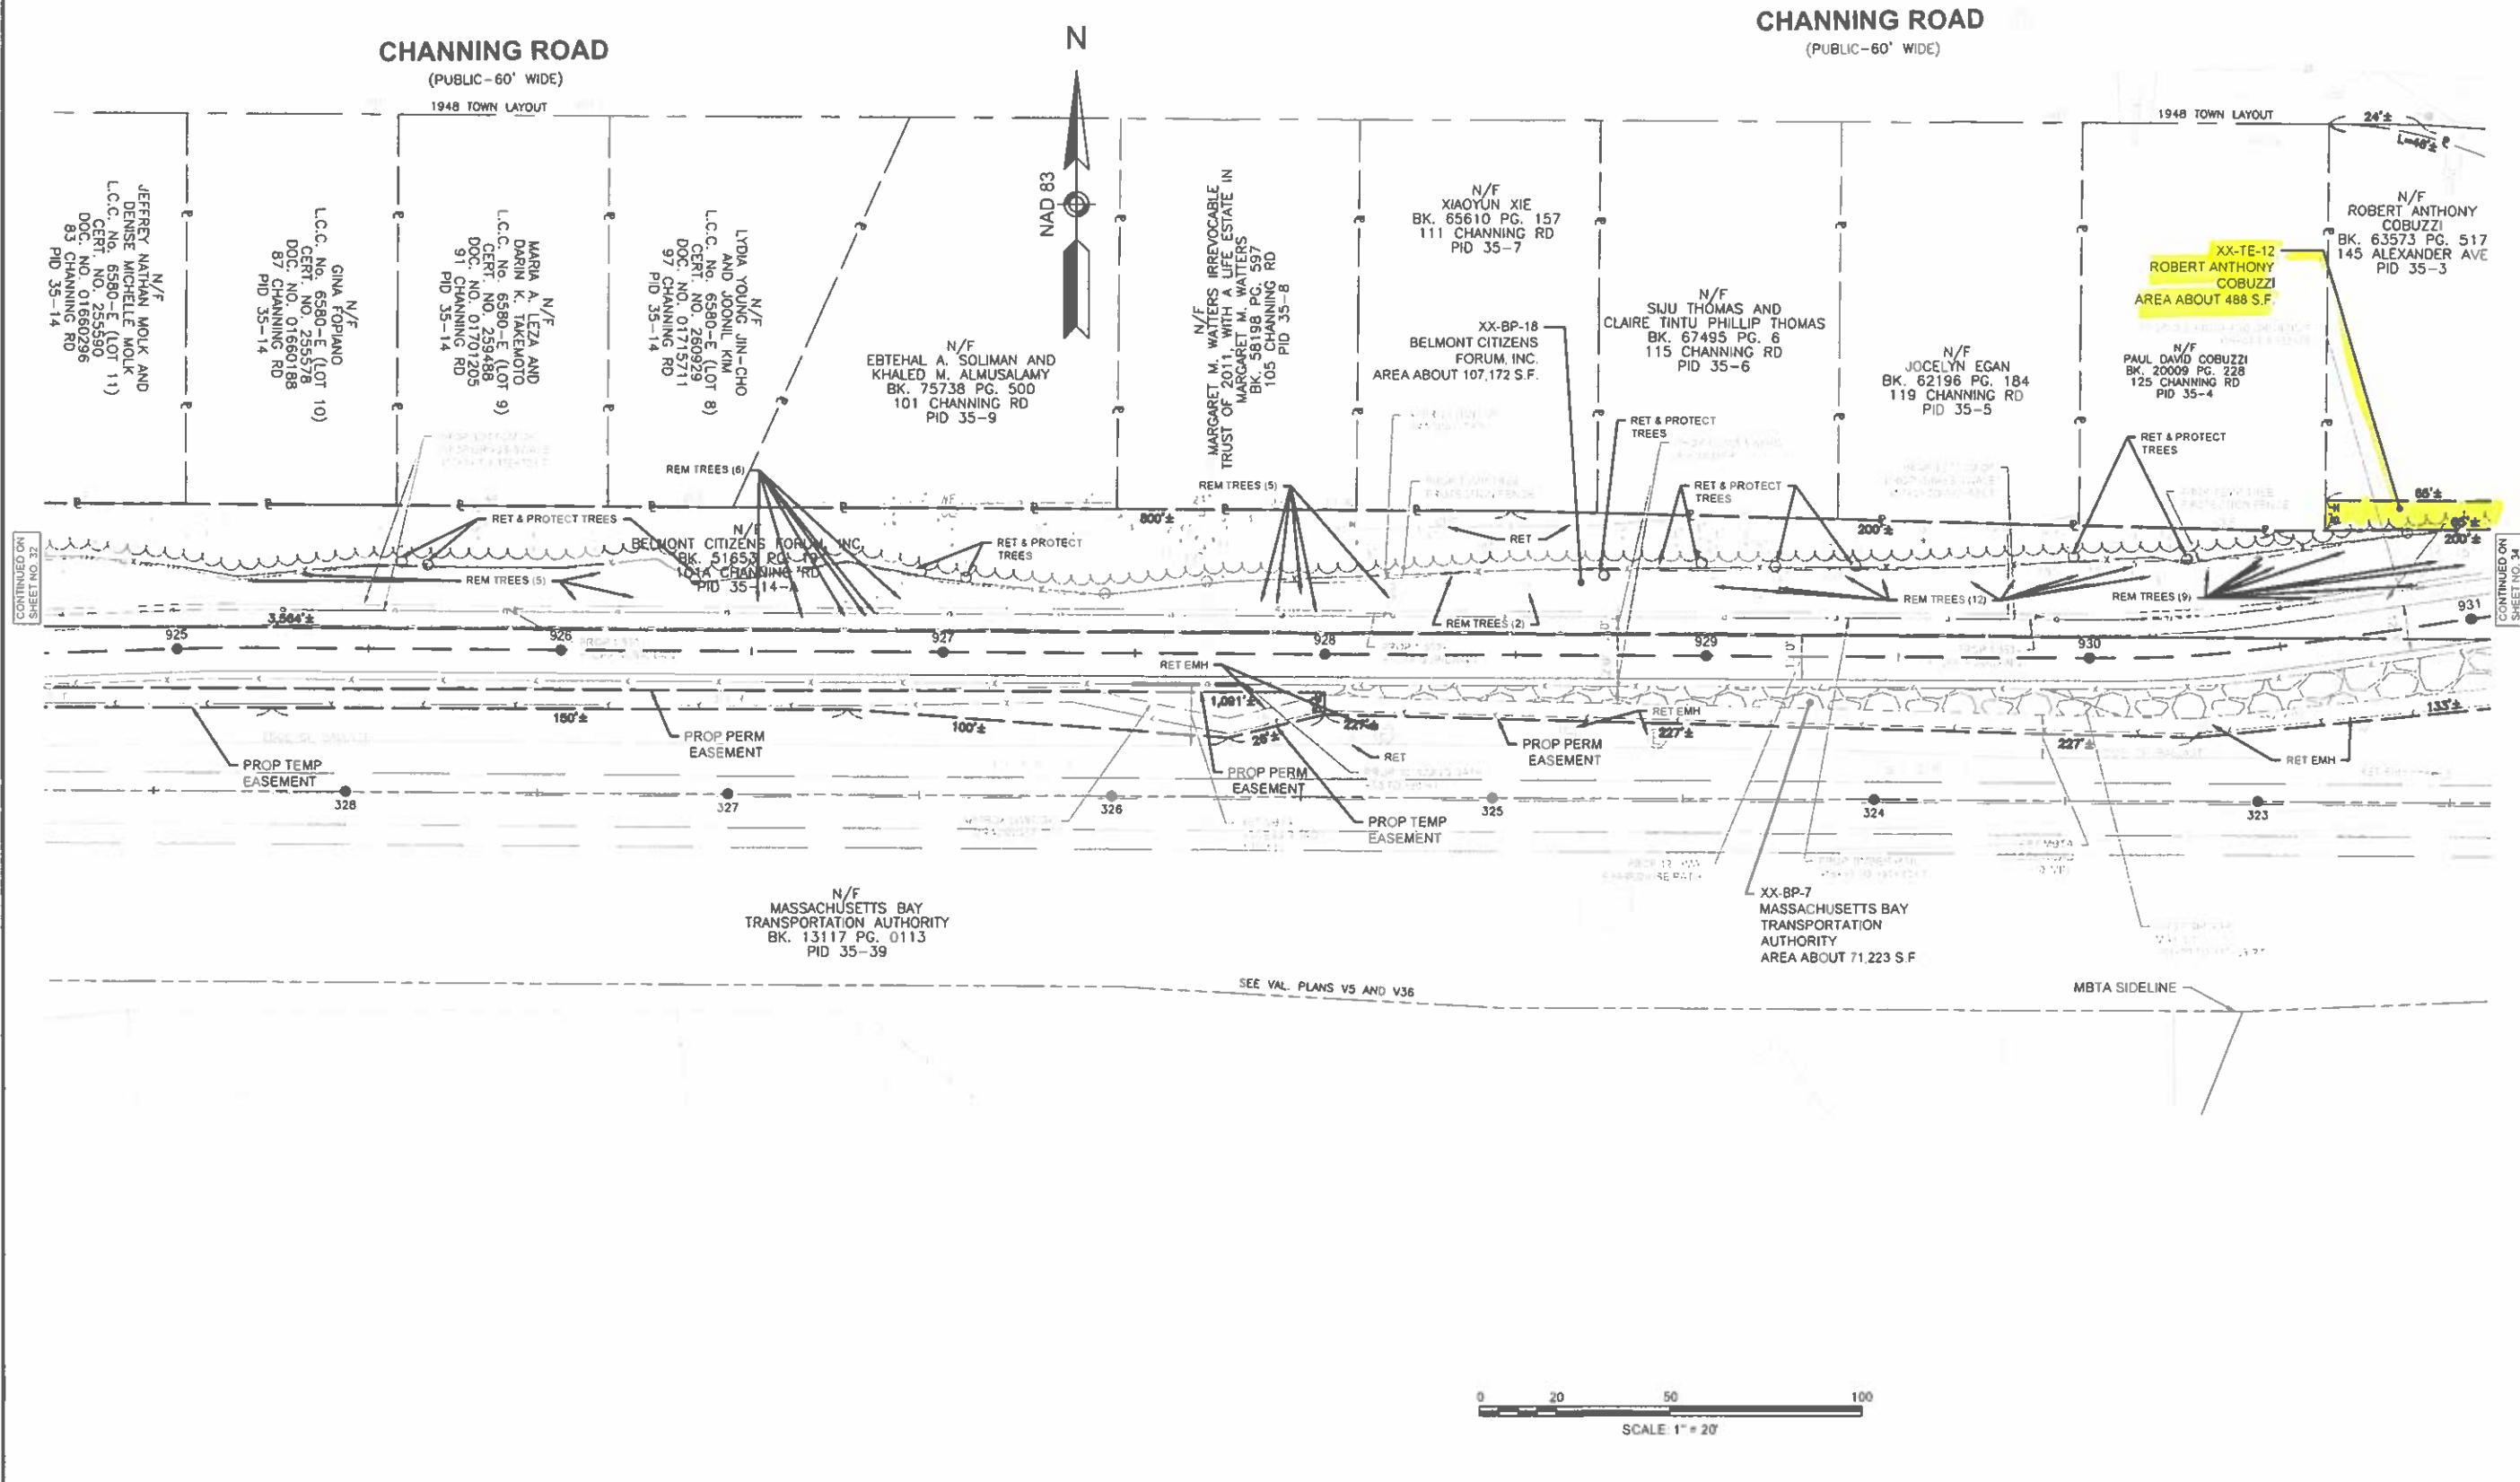 CHANNING ROAD
(PUBLIC-60' WIDE)
1948 TOWN LAYOUT
N
NAD 83
CHANNING ROAD
(PUBLIC-60' WIDE)
1948 TOWN LAYOUT
24'±
L=46'±
N/F
JEFFREY NATHAN MOLK AND
DENISE MICHELLE MOLK
L.C.C. No. 6580-E (LOT 11)
CERT. NO. 255590
DOC. NO. 01660296
83 CHANNING RD
PID 35-14
N/F
GINA FOPIANO
L.C.C. No. 6580-E (LOT 10)
CERT. NO. 255578
DOC. NO. 01660188
87 CHANNING RD
PID 35-14
N/F
MARIA A. LEZA AND
DARIN K. TAKEMOTO
L.C.C. No. 6580-E (LOT 9)
CERT. NO. 259488
DOC. NO. 01701205
91 CHANNING RD
PID 35-14
N/F
LYDIA YOUNG JIN-CHO
AND JOONIL KIM
L.C.C. No. 6580-E (LOT 8)
CERT. NO. 260929
DOC. NO. 01715711
97 CHANNING RD
PID 35-14
N/F
EBTEHAL A. SOLIMAN AND
KHALED M. ALMUSALAMY
BK. 75738 PG. 500
101 CHANNING RD
PID 35-9
N/F
MARGARET M. WATTERS IRREVOCABLE
TRUST OF 2011, WITH A LIFE ESTATE IN
MARGARET M. WATTERS
BK. 58198 PG. 597
105 CHANNING RD
PID 35-8
N/F
XIAOYUN XIE
BK. 65610 PG. 157
111 CHANNING RD
PID 35-7
XX-BP-18
BELMONT CITIZENS
FORUM, INC.
AREA ABOUT 107,172 S.F.
N/F
SIJU THOMAS AND
CLAIRE TINTU PHILLIP THOMAS
BK. 67495 PG. 6
115 CHANNING RD
PID 35-6
N/F
JOCELYN EGAN
BK. 62196 PG. 184
119 CHANNING RD
PID 35-5
N/F
PAUL DAVID COBUZZI
BK. 20009 PG. 228
125 CHANNING RD
PID 35-4
XX-TE-12
ROBERT ANTHONY
COBUZZI
AREA ABOUT 488 S.F.
N/F
ROBERT ANTHONY
COBUZZI
BK. 63573 PG. 517
145 ALEXANDER AVE
PID 35-3
REM TREES (6)
REM TREES (5)
RET & PROTECT
TREES
RET & PROTECT
TREES
RET & PROTECT
TREES
65'±
65'±
200'±
CONTINUED ON
SHEET NO. 32
RET & PROTECT TREES
N/F
BELMONT CITIZENS FORUM, INC.
101A CHANNING RD
PID 35-14-A
REM TREES (5)
RET & PROTECT
TREES
800'±
RET
200'±
REM TREES (2)
REM TREES (12)
REM TREES (9)
CONTINUED ON
SHEET NO. 34
3,564'±
925
926
927
928
929
930
931
RET EMH
1,091'±
150'±
100'±
26'±
227'±
RET EMH
227'±
227'±
133'±
PROP TEMP
EASEMENT
PROP PERM
EASEMENT
PROP PERM
EASEMENT
RET
PROP PERM
EASEMENT
RET EMH
PROP TEMP
EASEMENT
328
327
326
325
324
323
N/F
MASSACHUSETTS BAY
TRANSPORTATION AUTHORITY
BK. 13117 PG. 0113
PID 35-39
XX-BP-7
MASSACHUSETTS BAY
TRANSPORTATION
AUTHORITY
AREA ABOUT 71,223 S.F
SEE VAL. PLANS V5 AND V36
MBTA SIDELINE
0 20 50 100
SCALE: 1" = 20'